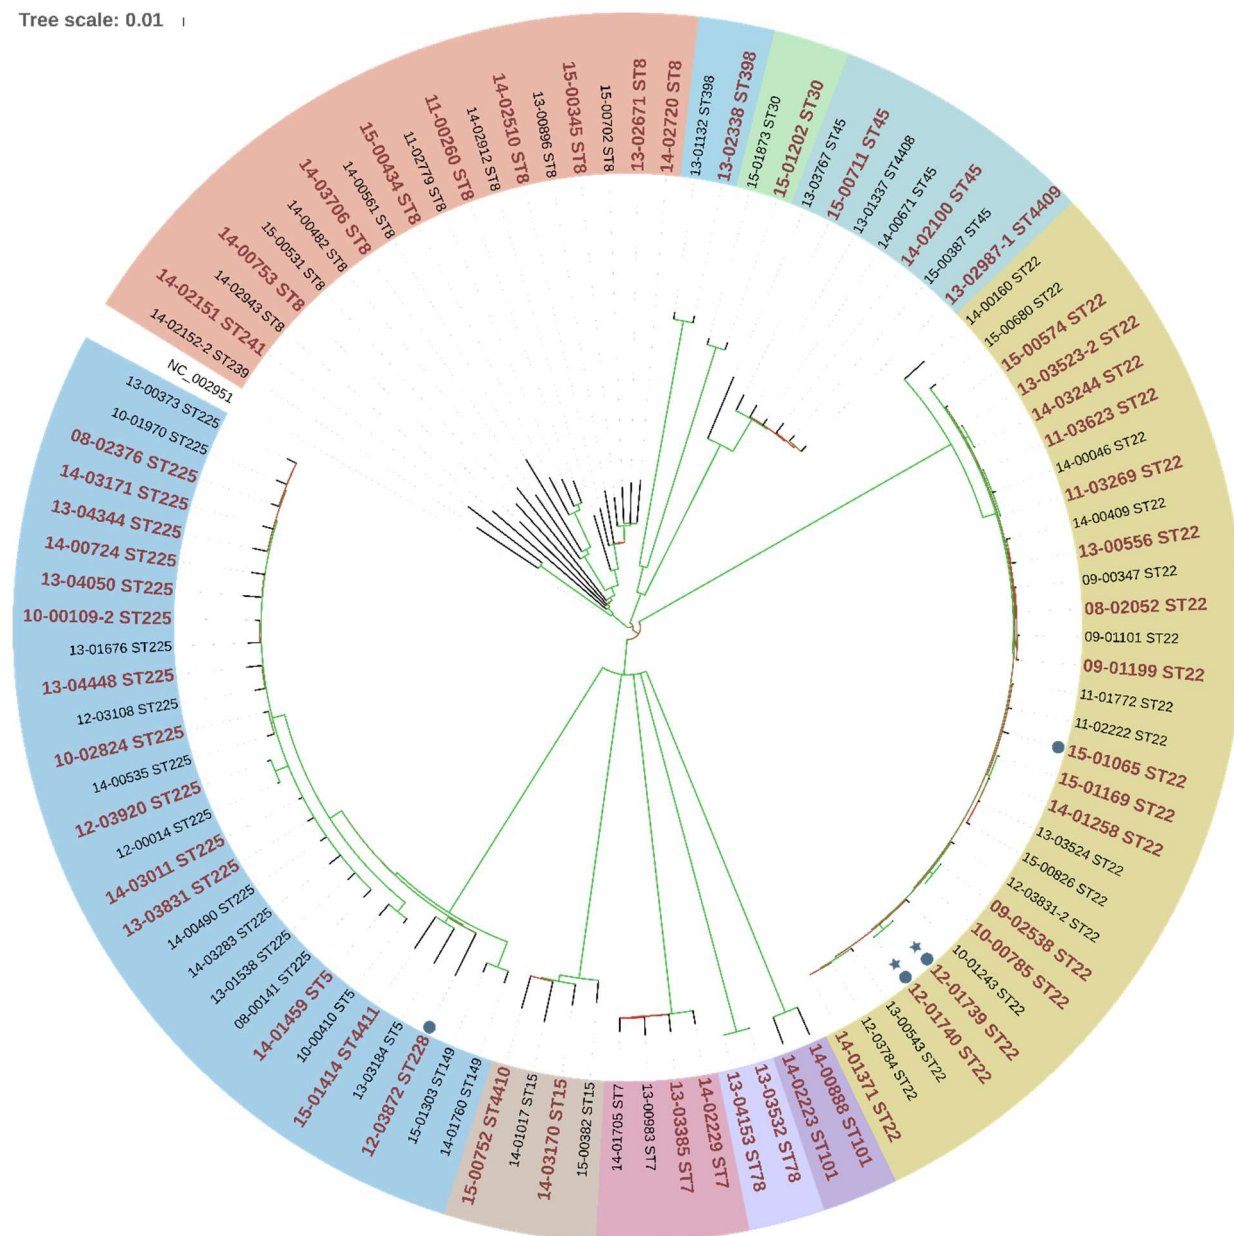 Tree scale: 0.01
14-02152-2 ST239
14-02151 ST241
14-02943 ST8
14-00753 ST8
15-00531 ST8
14-00482 ST8
14-03706 ST8
14-00561 ST8
15-00434 ST8
11-02779 ST8
11-00260 ST8
14-02912 ST8
14-02510 ST8
13-00896 ST8
15-00345 ST8
15-00702 ST8
13-02671 ST8
14-02720 ST8
13-01132 ST398
13-02338 ST398
15-01873 ST30
15-01202 ST30
13-03767 ST45
15-00711 ST45
13-01337 ST4408
14-00671 ST45
14-02100 ST45
15-00387 ST45
13-02987-1 ST4409
14-00160 ST22
15-00680 ST22
15-00574 ST22
13-03523-2 ST22
14-03244 ST22
11-03623 ST22
14-00046 ST22
11-03269 ST22
14-00409 ST22
13-00556 ST22
09-00347 ST22
08-02052 ST22
09-01101 ST22
09-01199 ST22
11-01772 ST22
11-02222 ST22
15-01065 ST22
15-01169 ST22
14-01258 ST22
13-03524 ST22
15-00826 ST22
12-03831-2 ST22
09-02538 ST22
10-00785 ST22
10-01243 ST22
12-01739 ST22
12-01740 ST22
13-00543 ST22
12-03784 ST22
14-01371 ST22
14-00888 ST101
14-02223 ST101
13-03532 ST78
13-04153 ST78
14-02229 ST7
13-03385 ST7
13-00983 ST7
14-01705 ST7
15-00382 ST15
14-03170 ST15
14-01017 ST15
15-00752 ST4410
14-01760 ST149
15-01303 ST149
12-03872 ST228
13-03184 ST5
15-01414 ST4411
10-00410 ST5
14-01459 ST5
08-00141 ST225
13-01538 ST225
14-03283 ST225
14-00490 ST225
13-03831 ST225
14-03011 ST225
12-00014 ST225
12-03920 ST225
14-00535 ST225
10-02824 ST225
12-03108 ST225
13-04448 ST225
13-01676 ST225
10-00109-2 ST225
13-04050 ST225
14-00724 ST225
13-04344 ST225
14-03171 ST225
08-02376 ST225
10-01970 ST225
13-00373 ST225
NC_002951